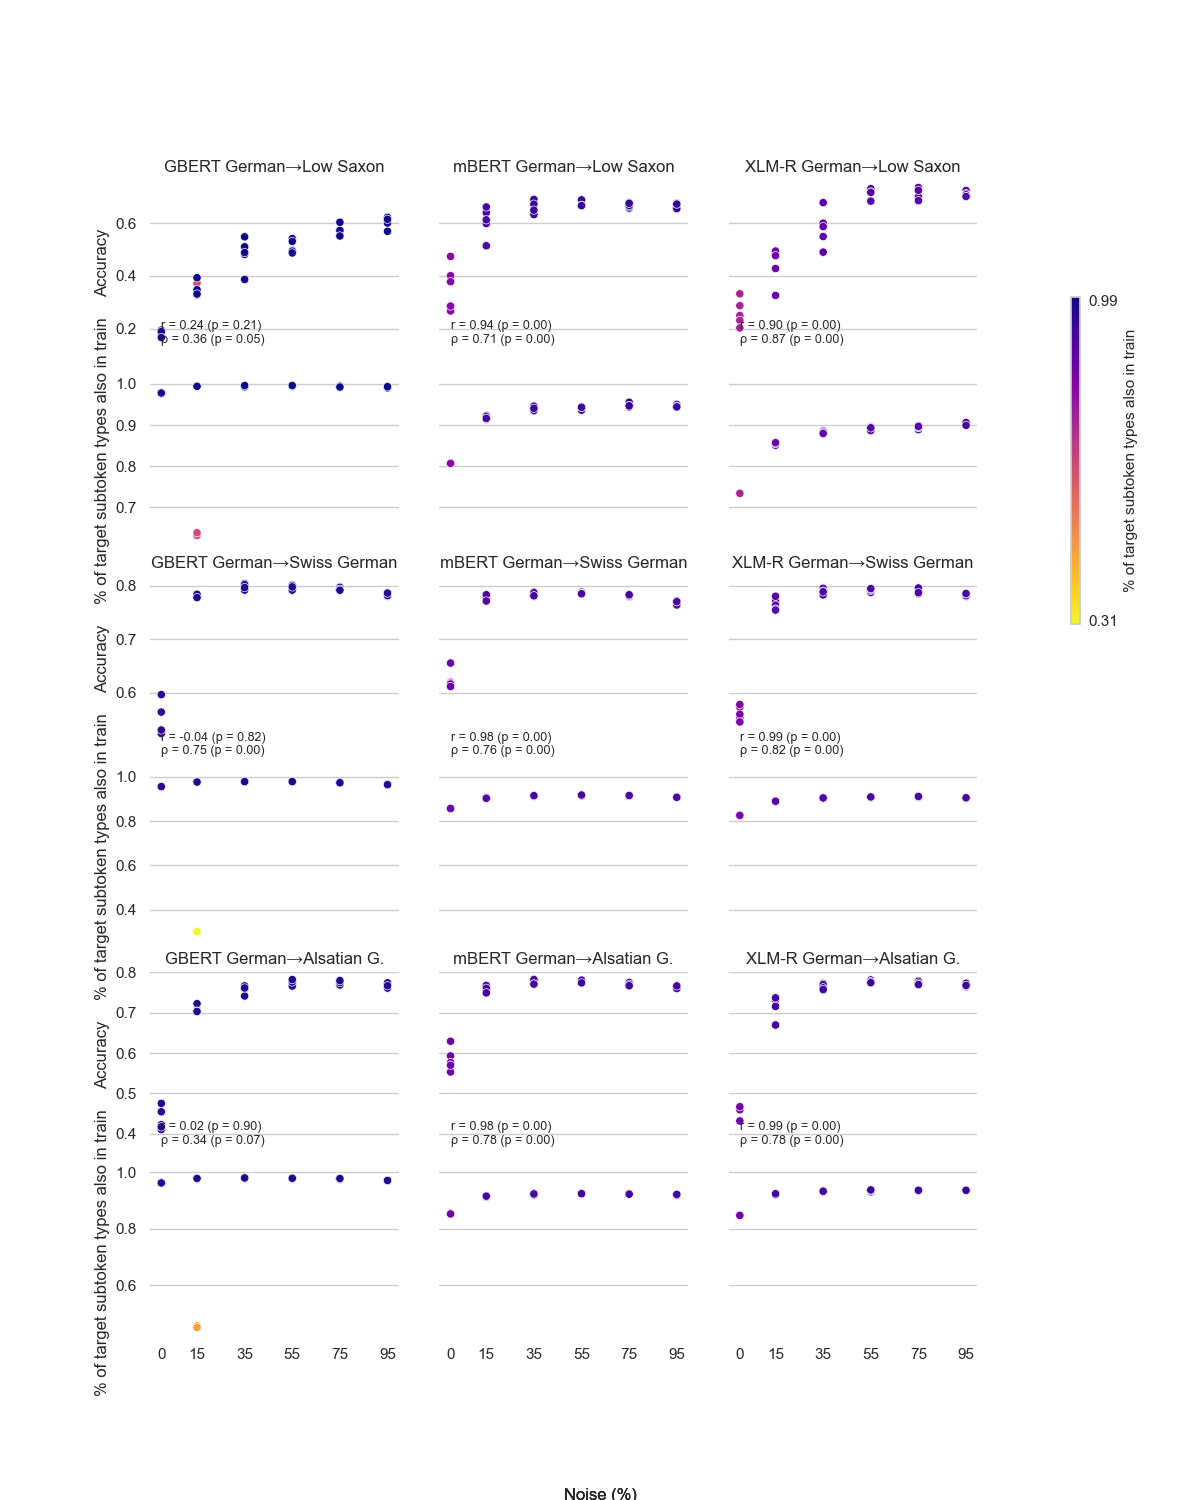 GBERT German→Low Saxon
mBERT German→Low Saxon
XLM-R German→Low Saxon
Accuracy
0.6
0.4
0.2
r = 0.24 (p = 0.21)
ρ = 0.36 (p = 0.05)
r = 0.94 (p = 0.00)
ρ = 0.71 (p = 0.00)
r = 0.90 (p = 0.00)
ρ = 0.87 (p = 0.00)
% of target subtoken types also in train
1.0
0.9
0.8
0.7
GBERT German→Swiss German
mBERT German→Swiss German
XLM-R German→Swiss German
Accuracy
0.8
0.7
0.6
r = -0.04 (p = 0.82)
ρ = 0.75 (p = 0.00)
r = 0.98 (p = 0.00)
ρ = 0.76 (p = 0.00)
r = 0.99 (p = 0.00)
ρ = 0.82 (p = 0.00)
% of target subtoken types also in train
1.0
0.8
0.6
0.4
GBERT German→Alsatian G.
mBERT German→Alsatian G.
XLM-R German→Alsatian G.
Accuracy
0.8
0.7
0.6
0.5
0.4
r = 0.02 (p = 0.90)
ρ = 0.34 (p = 0.07)
r = 0.98 (p = 0.00)
ρ = 0.78 (p = 0.00)
r = 0.99 (p = 0.00)
ρ = 0.78 (p = 0.00)
% of target subtoken types also in train
1.0
0.8
0.6
0 15 35 55 75 95
0 15 35 55 75 95
0 15 35 55 75 95
Noise (%)
0.99
0.31
% of target subtoken types also in train